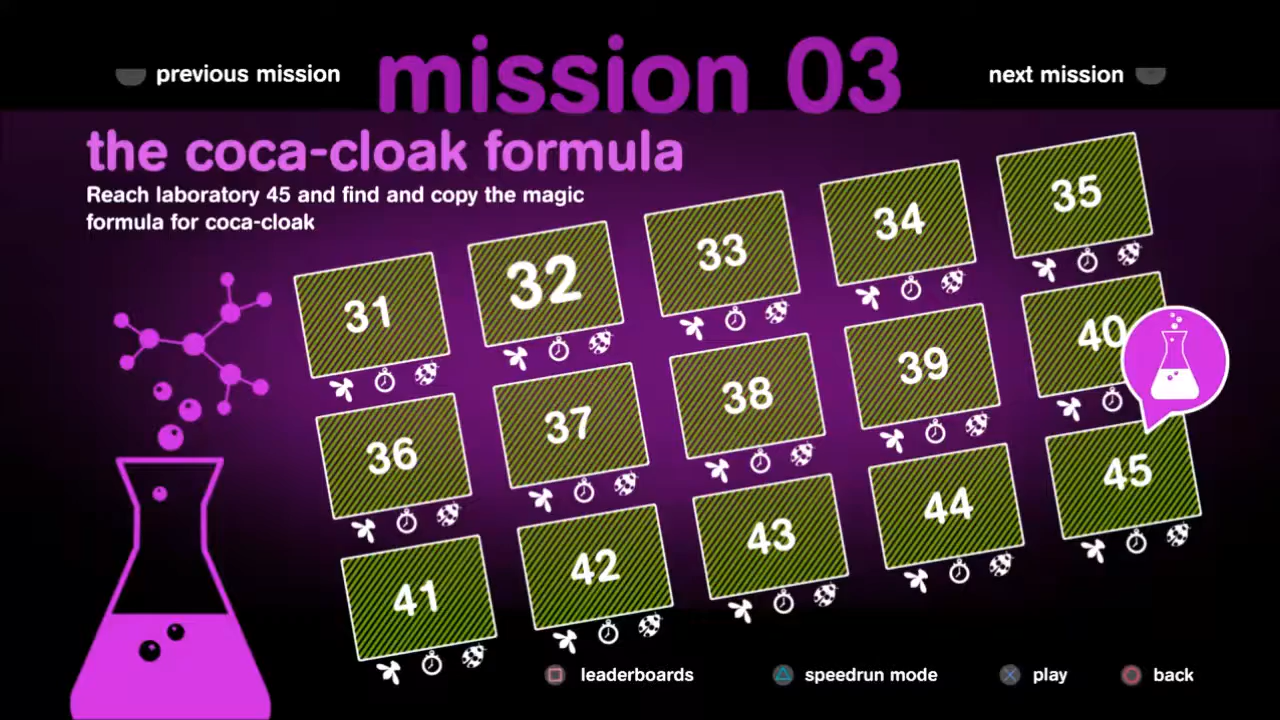 previous mission
mission 03
next mission
the coca-cloak formula
Reach laboratory 45 and find and copy the magic
formula for coca-cloak
31
32
33
34
35
36
37
38
39
40
41
42
43
44
45
leaderboards
speedrun mode
play
back